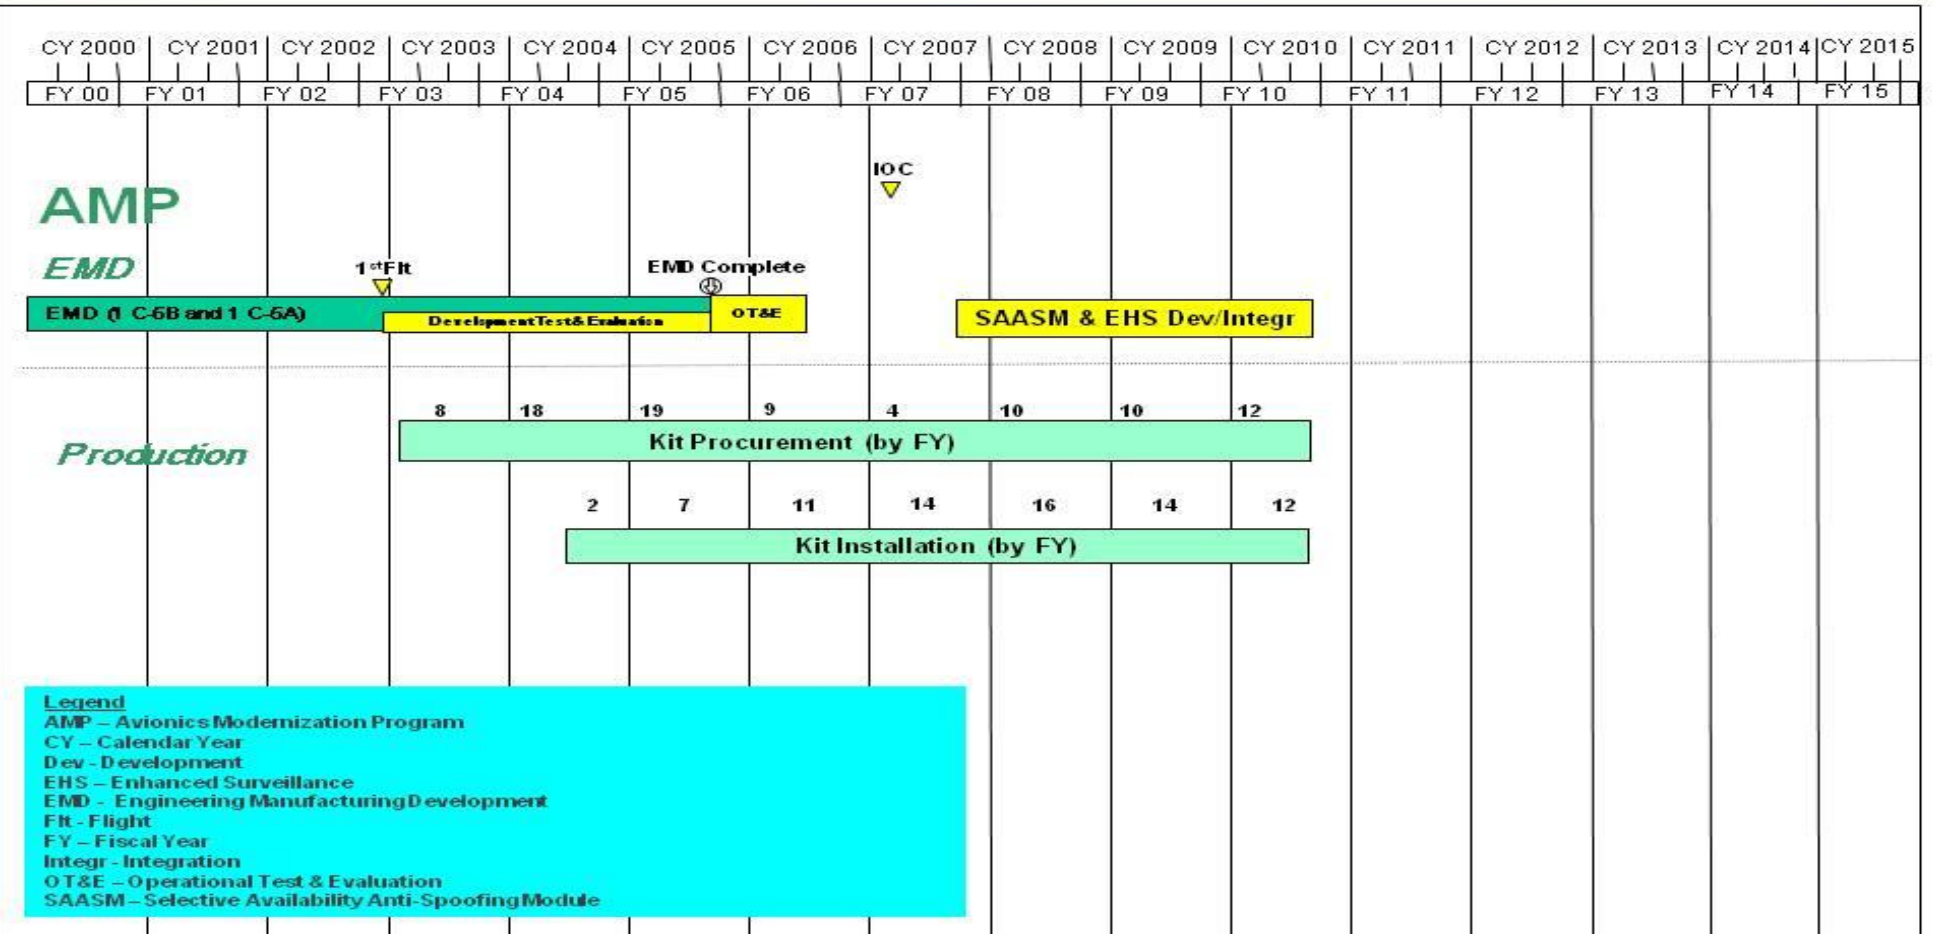 CY 2000 CY 2001 CY 2002 CY 2003 CY 2004 CY 2005 CY 2006 CY 2007 CY 2008 CY 2009 CY 2010 CY 2011 CY 2012 CY 2013 CY 2014 CY 2015
FY 00 FY 01 FY 02 FY 03 FY 04 FY 05 FY 06 FY 07 FY 08 FY 09 FY 10 FY 11 FY 12 FY 13 FY 14 FY 15
IOC
AMP
EMD
1st Flt EMD Complete
EMD (1 C-5B and 1 C-5A)
Development Test & Evaluation
OT&E
SAASM & EHS Dev/Integr
8 18 19 9 4 10 10 12
Kit Procurement (by FY)
Production
2 7 11 14 16 14 12
Kit Installation (by FY)
Legend
AMP – Avionics Modernization Program
CY – Calendar Year
Dev - Development
EHS – Enhanced Surveillance
EMD - Engineering Manufacturing Development
Flt - Flight
FY – Fiscal Year
Integr - Integration
OT&E – Operational Test & Evaluation
SAASM – Selective Availability Anti-Spoofing Module